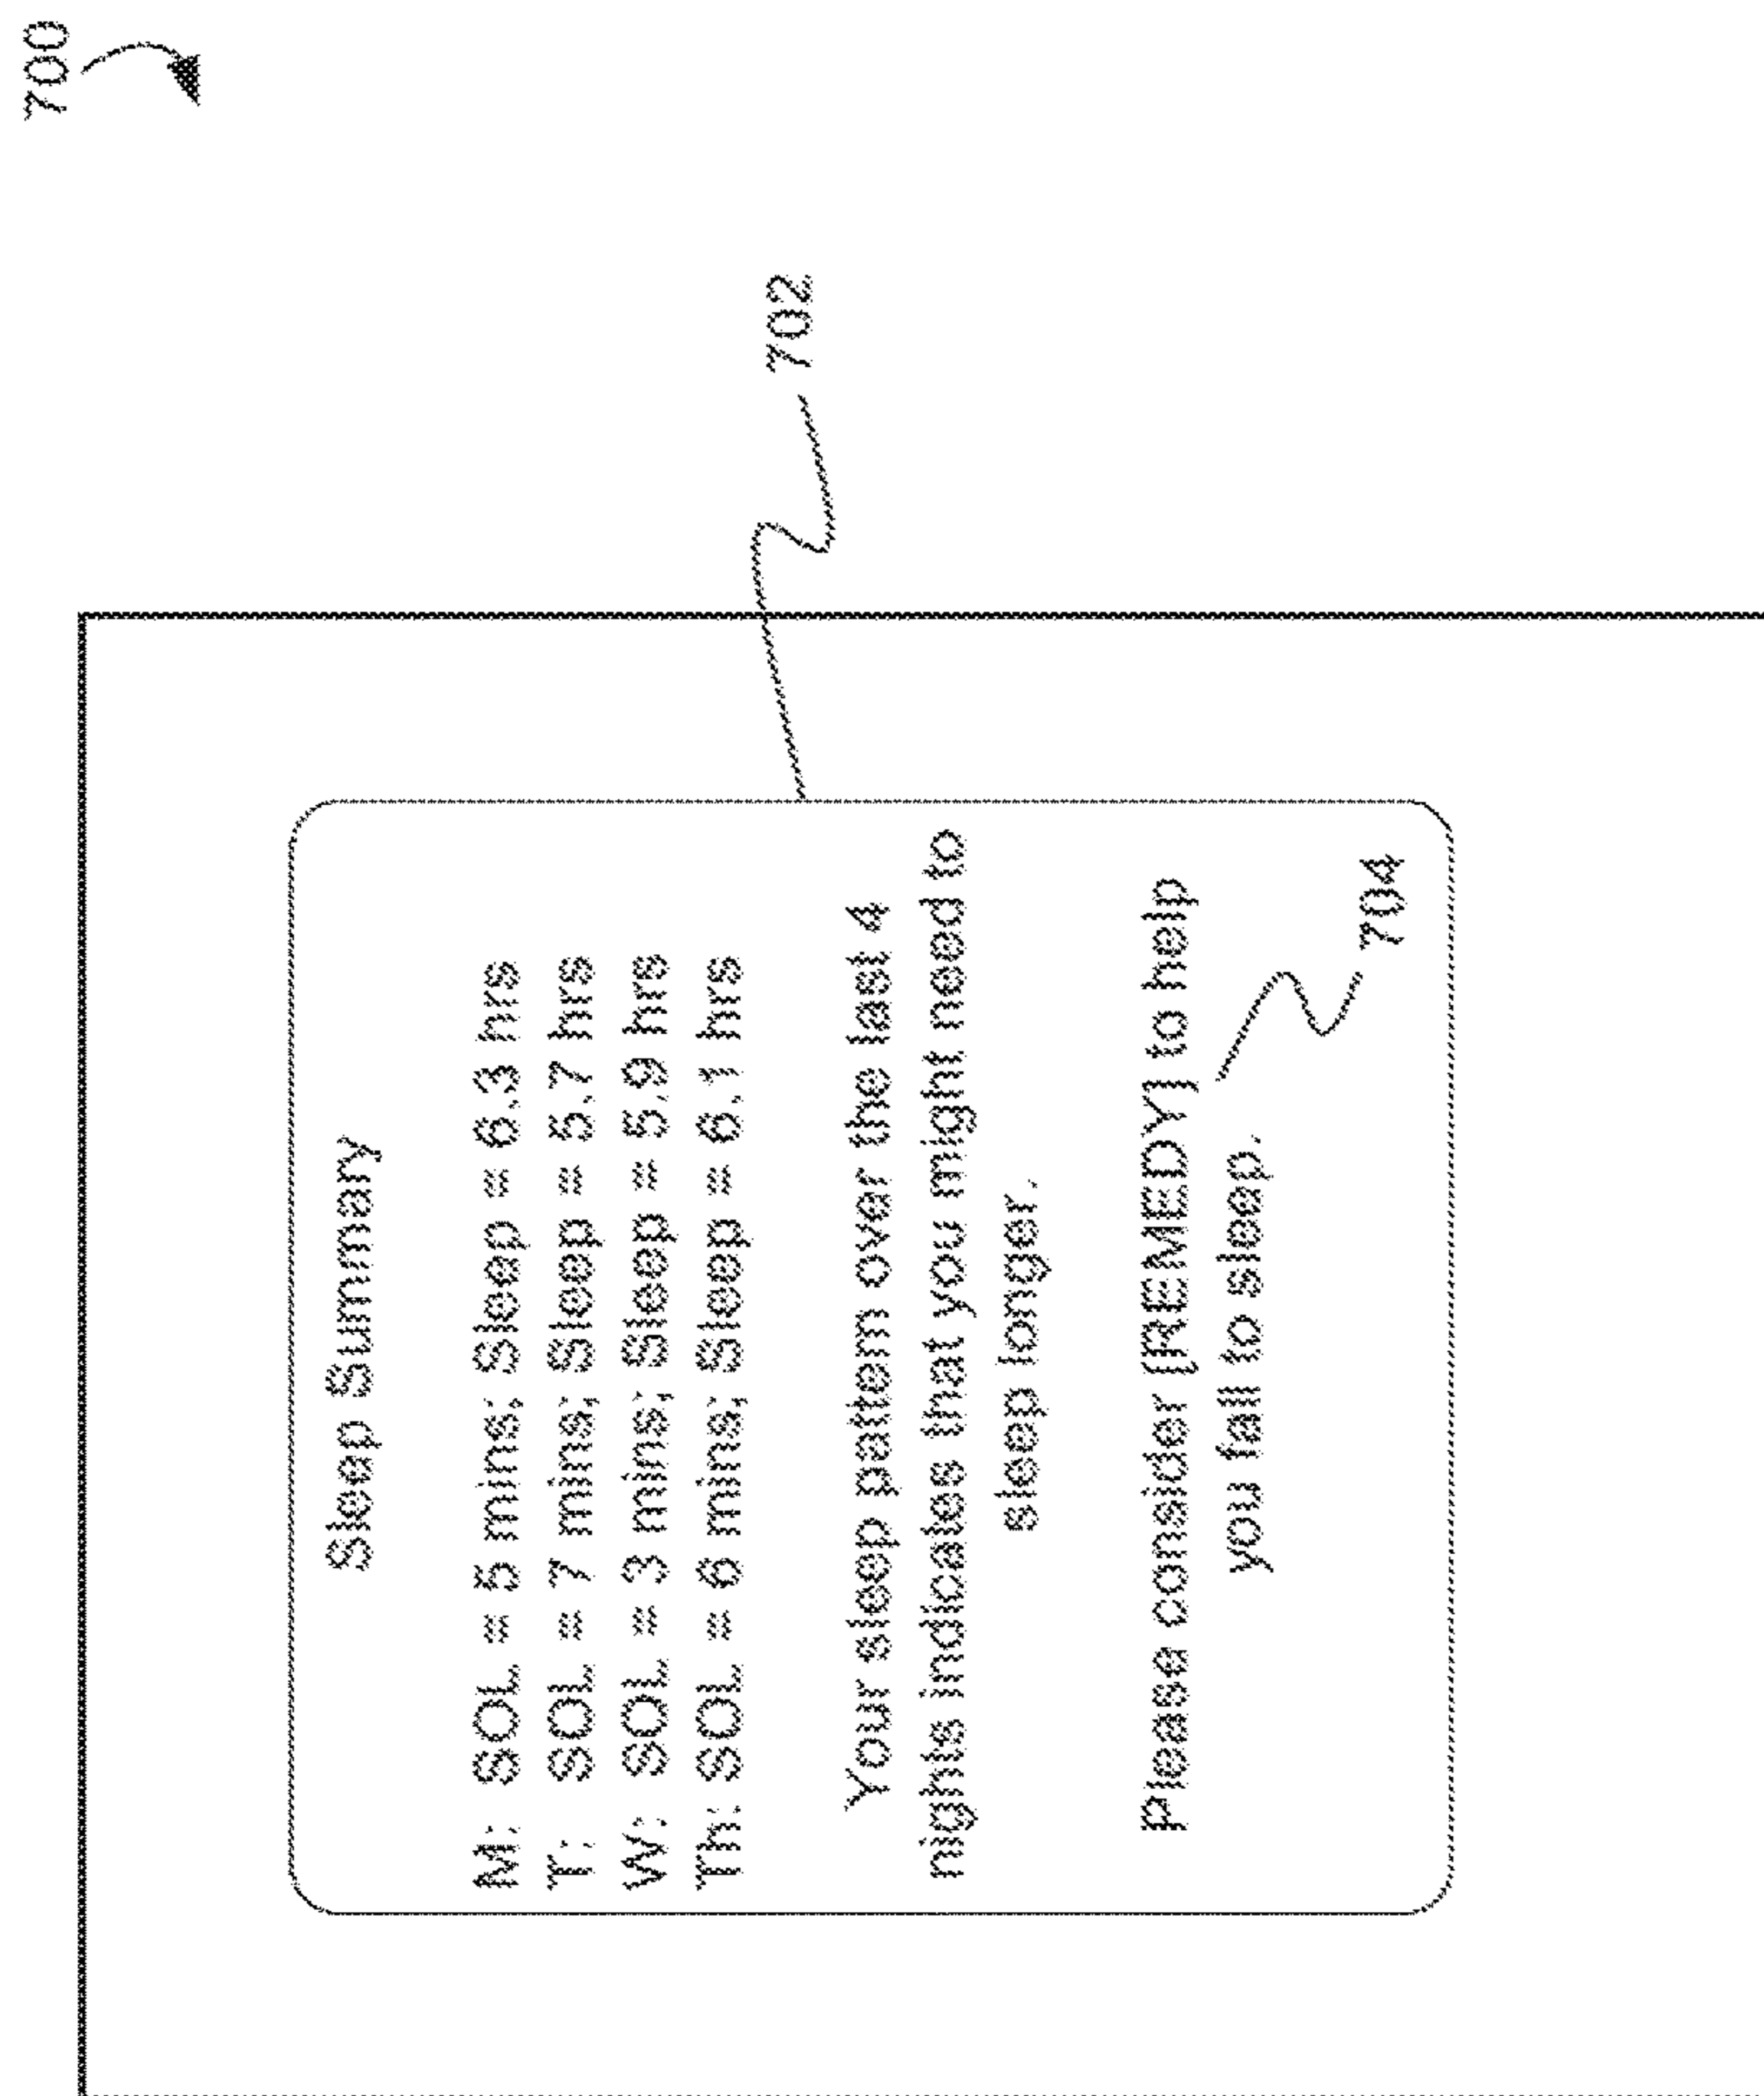 700
702
Sleep Summary
M: SOL = 5 mins; Sleep = 6.3 hrs
T: SOL = 7 mins; Sleep = 5.7 hrs
W: SOL = 3 mins; Sleep = 5.9 hrs
Th: SOL = 6 mins; Sleep = 6.1 hrs
Your sleep pattern over the last 4
nights indicates that you might need to
sleep longer.
Please consider [REMEDY] to help
you fall to sleep.
704